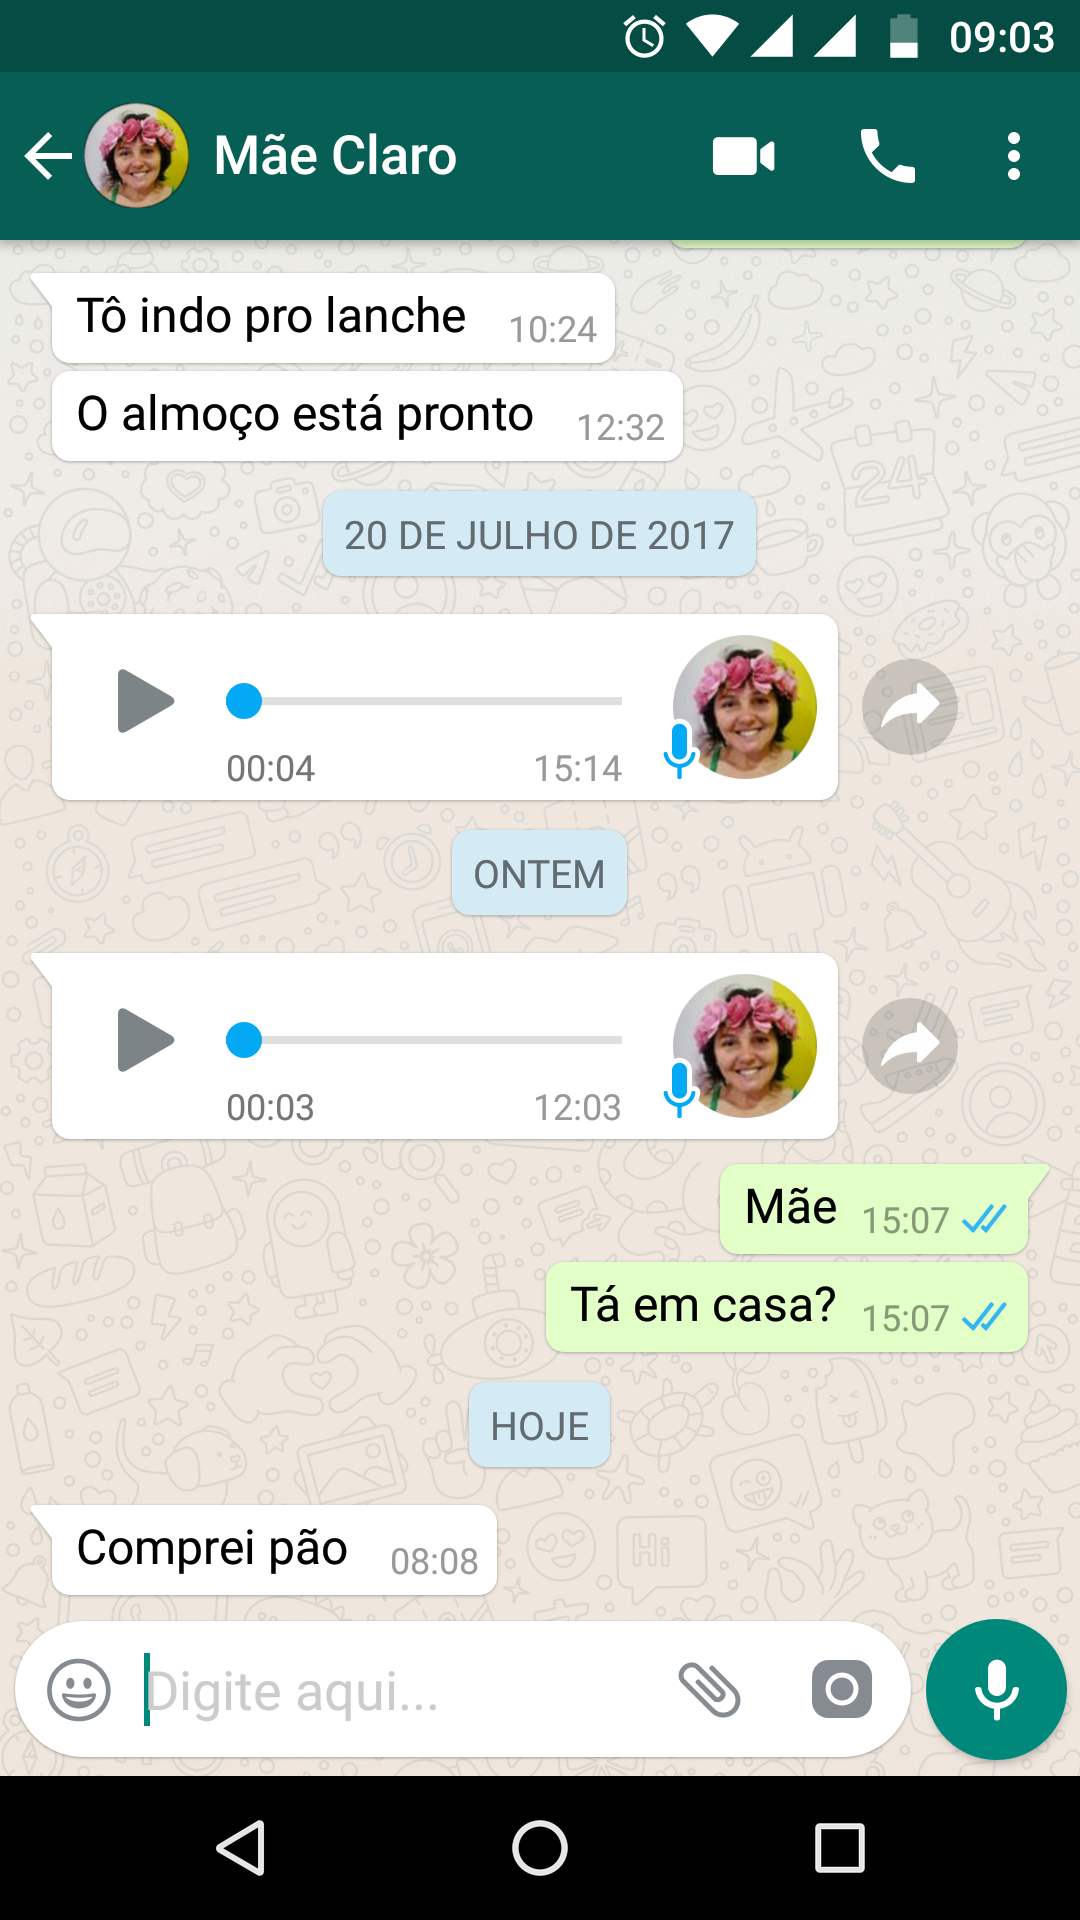 09:03
Mãe Claro
Tô indo pro lanche 10:24
O almoço está pronto 12:32
20 DE JULHO DE 2017
00:04 15:14
ONTEM
00:03 12:03
Mãe 15:07
Tá em casa? 15:07
HOJE
Comprei pão 08:08
Digite aqui...